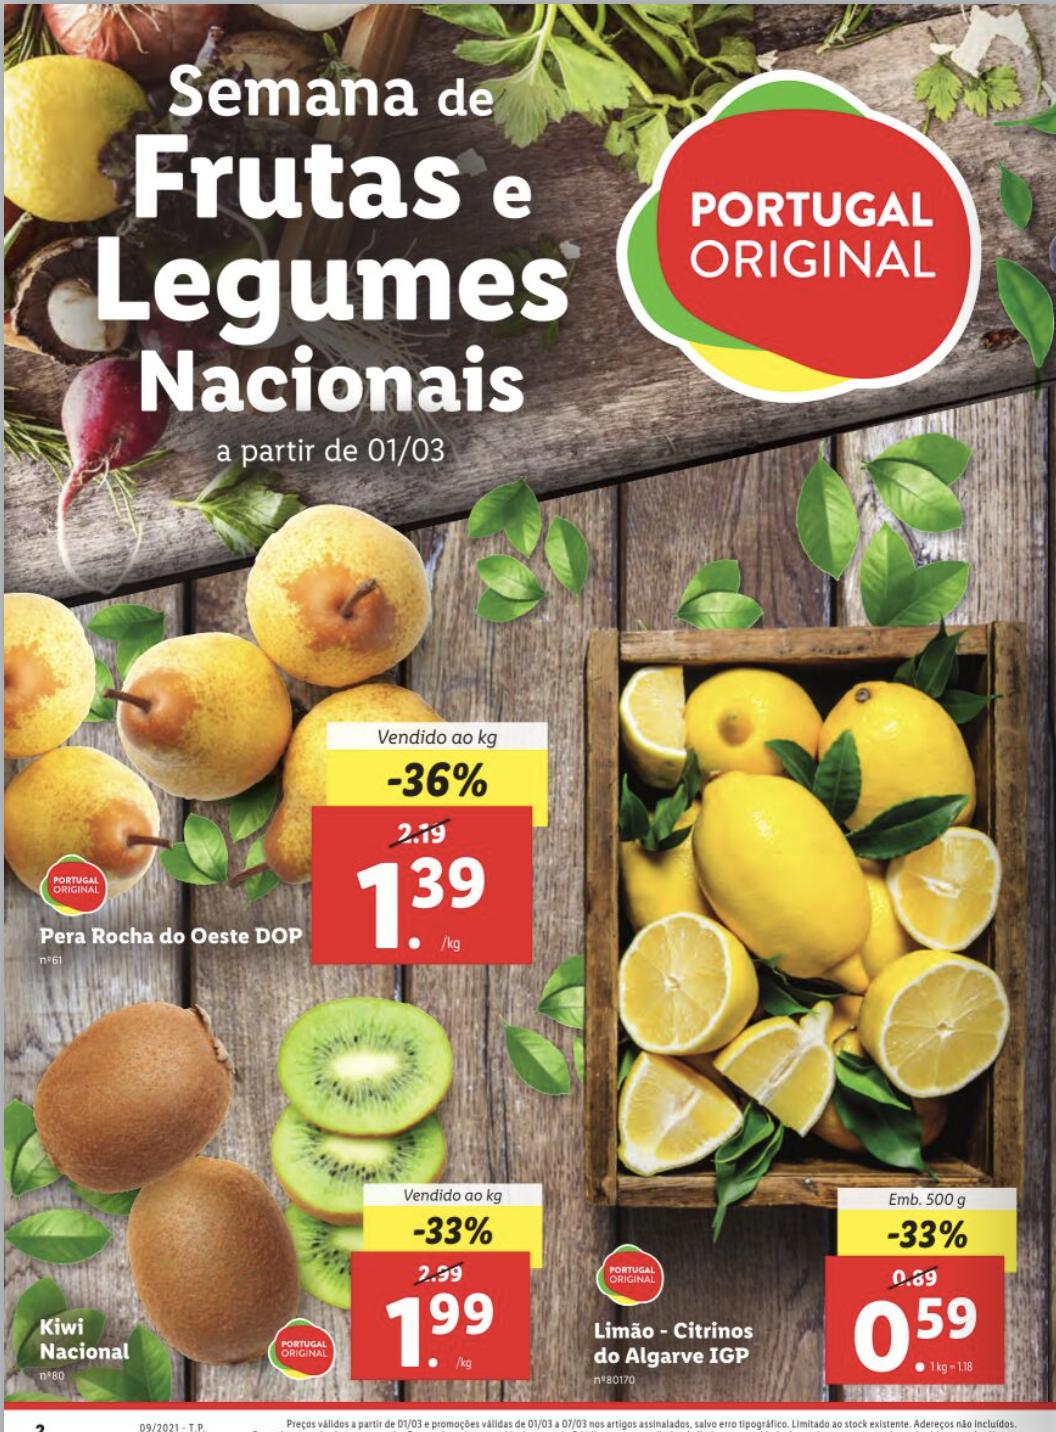 Semana de
Frutas e
Legumes
Nacionais
a partir de 01/03
PORTUGAL
ORIGINAL
Vendido ao kg
-36%
2.19
1.39
/kg
PORTUGAL
ORIGINAL
Pera Rocha do Oeste DOP
nº61
Vendido ao kg
-33%
2.99
1.99
/kg
Kiwi
Nacional
nº80
PORTUGAL
ORIGINAL
Emb. 500 g
-33%
0.89
0.59
1 kg = 1.18
PORTUGAL
ORIGINAL
Limão - Citrinos
do Algarve IGP
nº80170
2
09/2021 - T.P.
Preços válidos a partir de 01/03 e promoções válidas de 01/03 a 07/03 nos artigos assinalados, salvo erro tipográfico. Limitado ao stock existente. Adereços não incluídos.